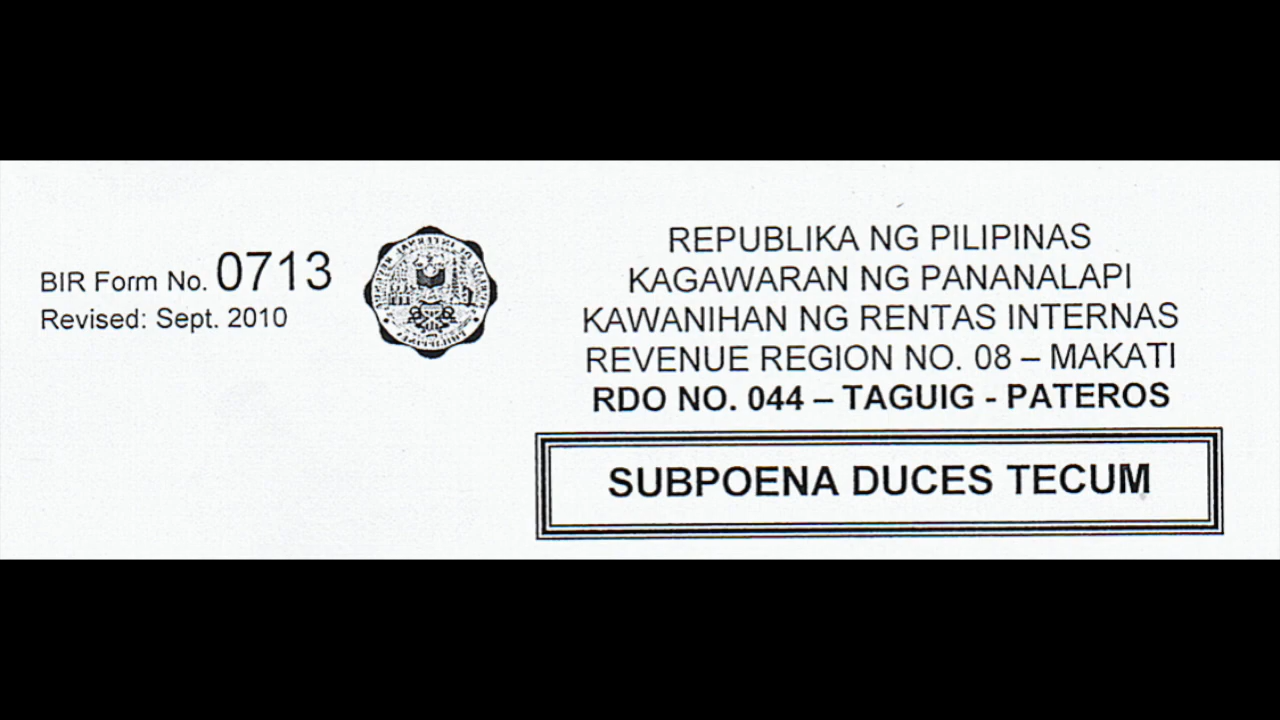 BIR Form No. 0713
Revised: Sept. 2010
REPUBLIKA NG PILIPINAS
KAGAWARAN NG PANANALAPI
KAWANIHAN NG RENTAS INTERNAS
REVENUE REGION NO. 08 – MAKATI
RDO NO. 044 – TAGUIG - PATEROS
SUBPOENA DUCES TECUM